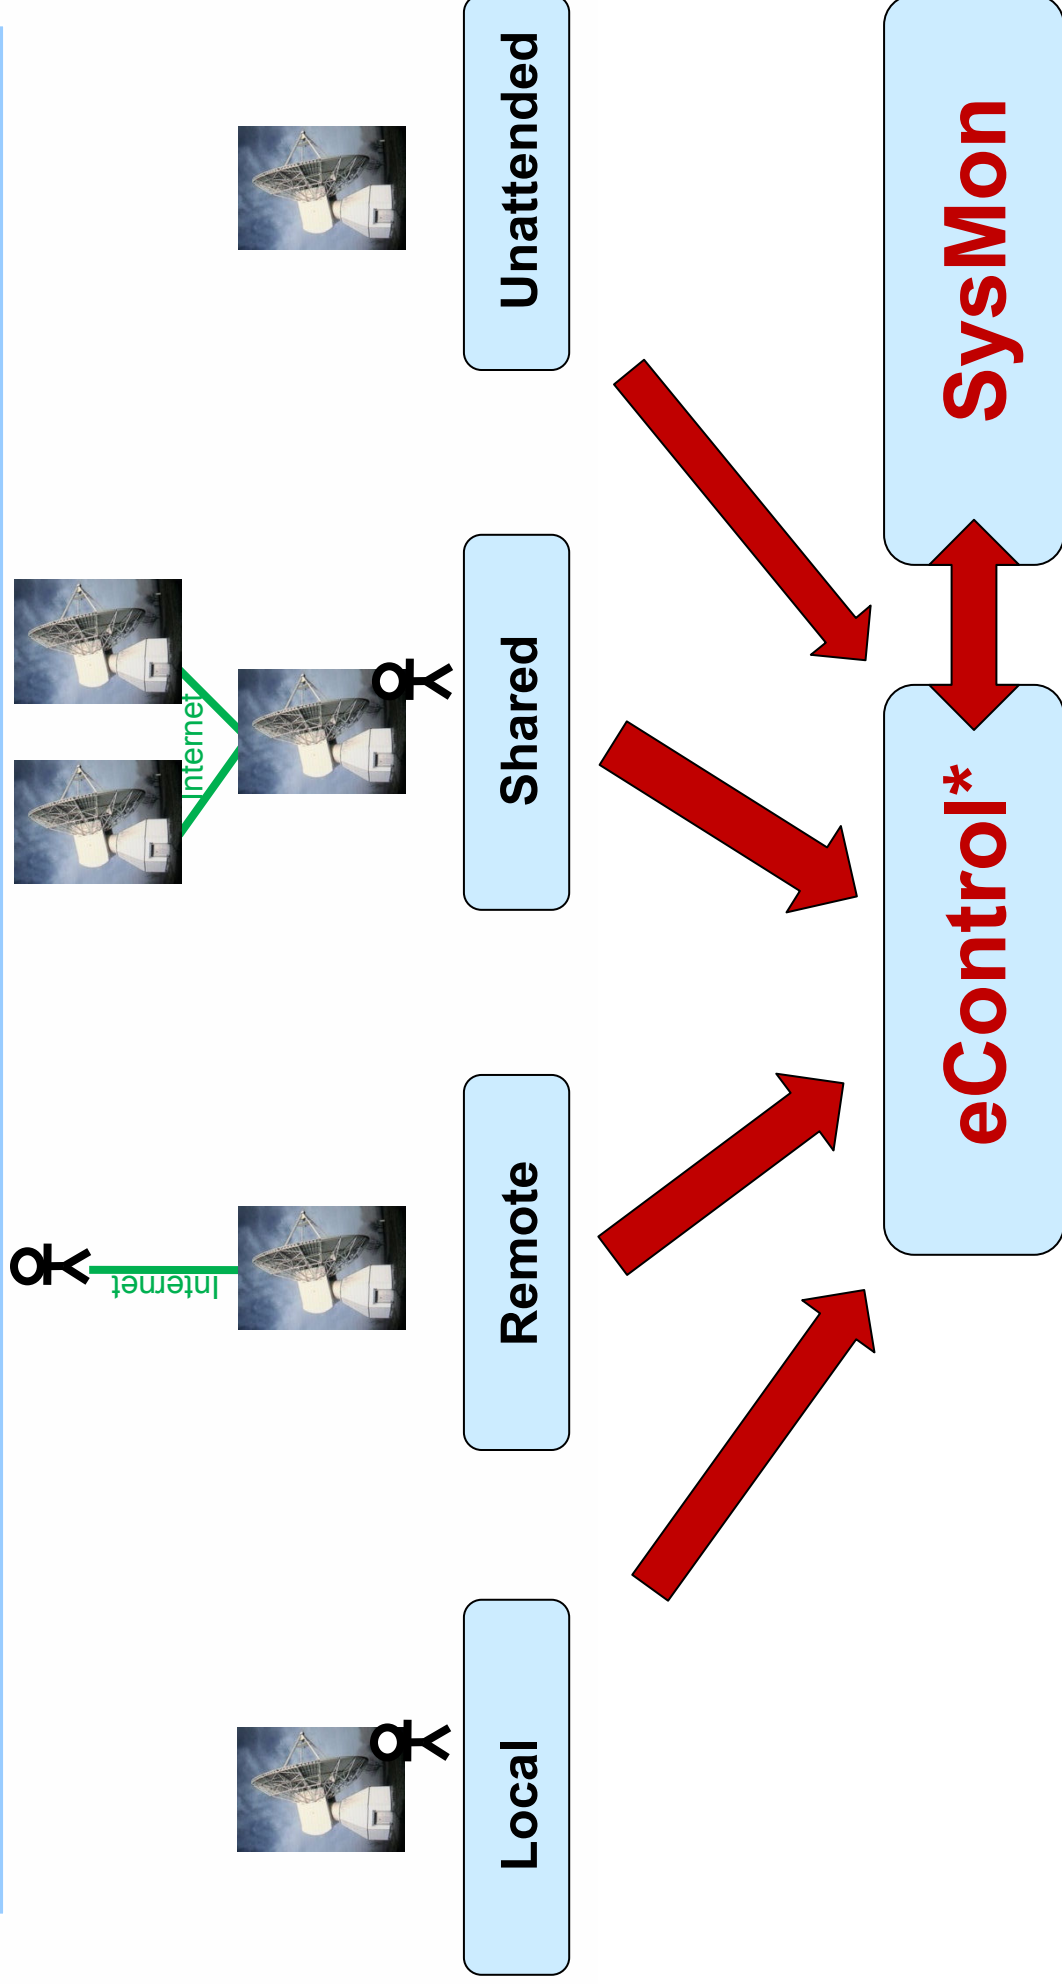 Internet
Internet
Local
Remote
Shared
Unattended
eControl*
SysMon